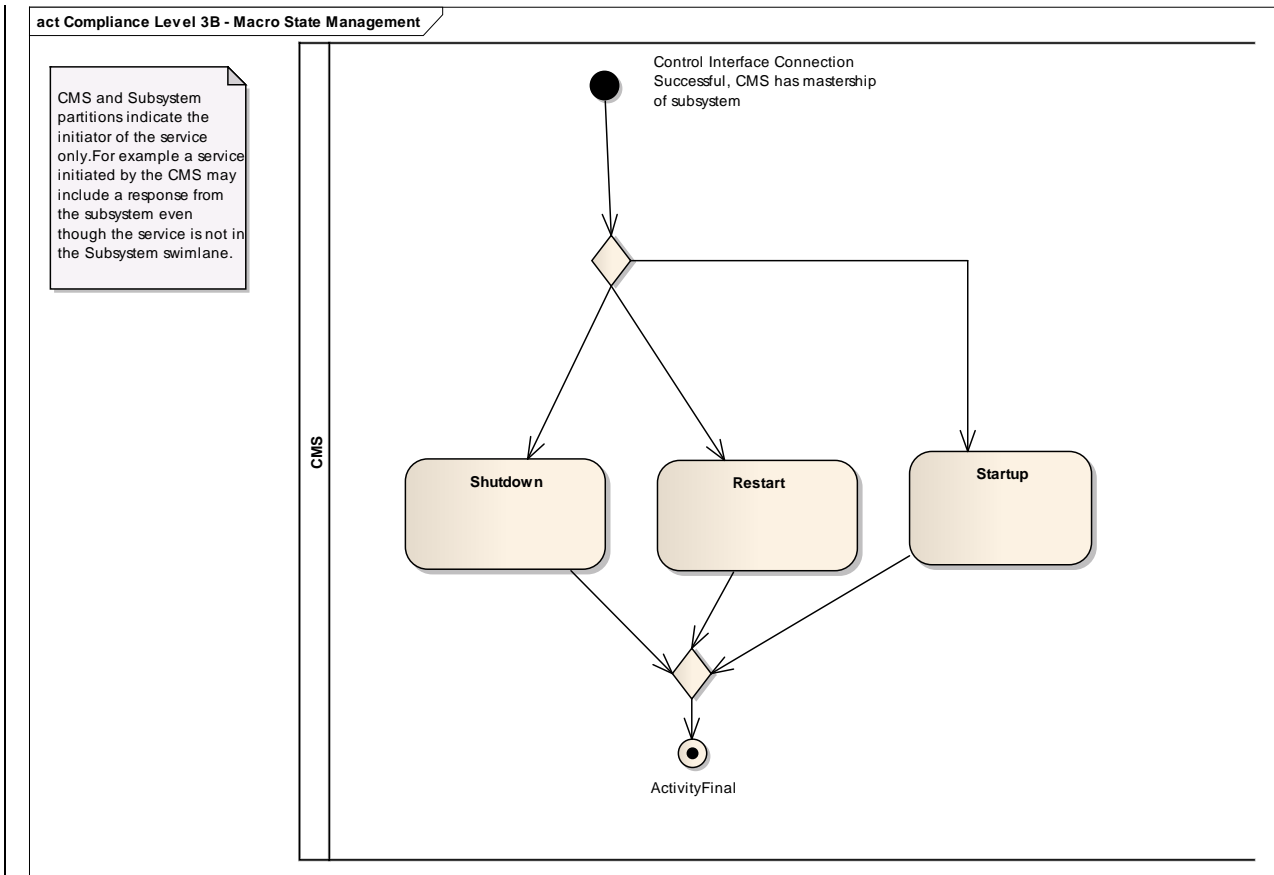 act Compliance Level 3B - Macro State Management
CMS and Subsystem
partitions indicate the
initiator of the service
only.For example a service
initiated by the CMS may
include a response from
the subsystem even
though the service is not in
the Subsystem swimlane.
Control Interface Connection
Successful, CMS has mastership
of subsystem
CMS
Shutdown
Restart
Startup
ActivityFinal